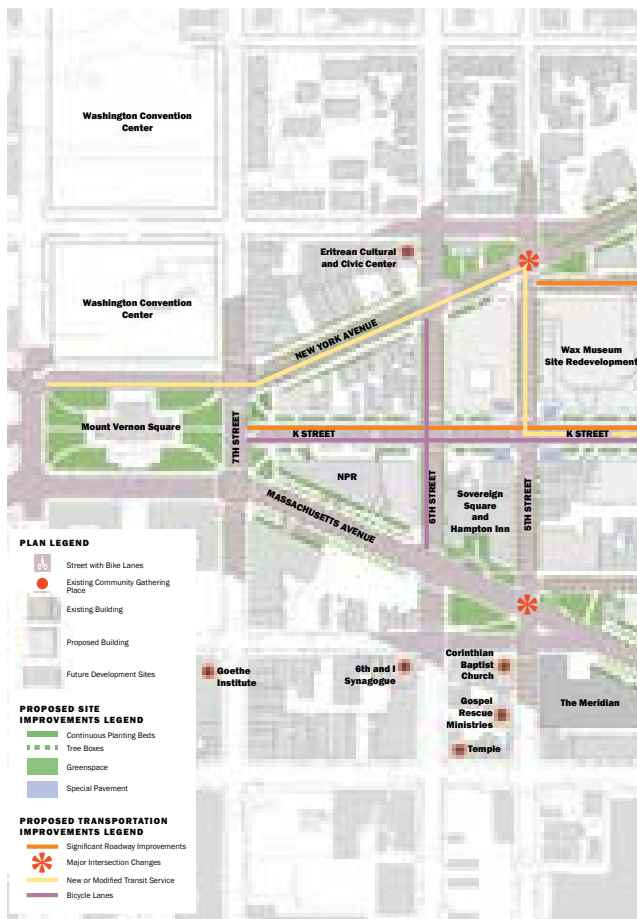 Washington Convention
Center
Eritrean Cultural
and Civic Center
Washington Convention
Center
NEW YORK AVENUE
Wax Museum
Site Redevelopment
Mount Vernon Square
7TH STREET
K STREET
K STREET
NPR
MASSACHUSETTS AVENUE
6TH STREET
Sovereign
Square
and
Hampton Inn
5TH STREET
PLAN LEGEND
Street with Bike Lanes
Existing Community Gathering
Place
Existing Building
Proposed Building
Future Development Sites
Goethe
Institute
6th and I
Synagogue
Corinthian
Baptist
Church
Gospel
Rescue
Ministries
The Meridian
Temple
PROPOSED SITE
IMPROVEMENTS LEGEND
Continuous Planting Beds
Tree Boxes
Greenspace
Special Pavement
PROPOSED TRANSPORTATION
IMPROVEMENTS LEGEND
Significant Roadway Improvements
Major Intersection Changes
New or Modified Transit Service
Bicycle Lanes